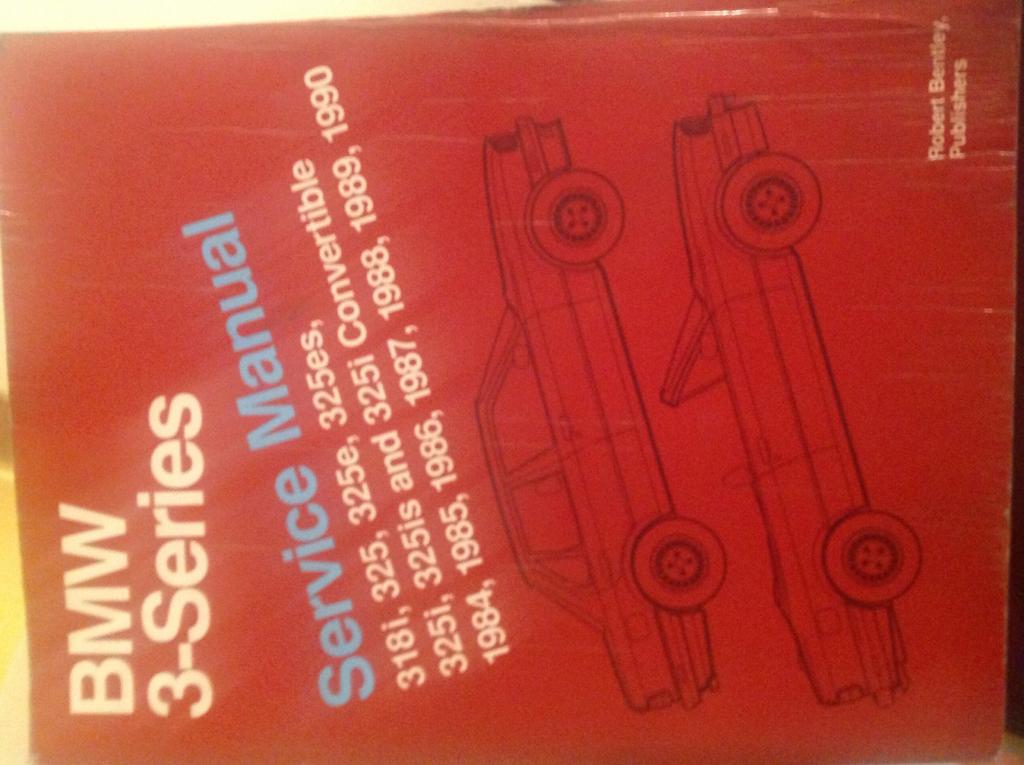 BMW
3-Series
Service Manual
318i, 325, 325e, 325es,
325i, 325is and 325i Convertible
1984, 1985, 1986, 1987, 1988, 1989, 1990
Robert Bentley,
Publishers